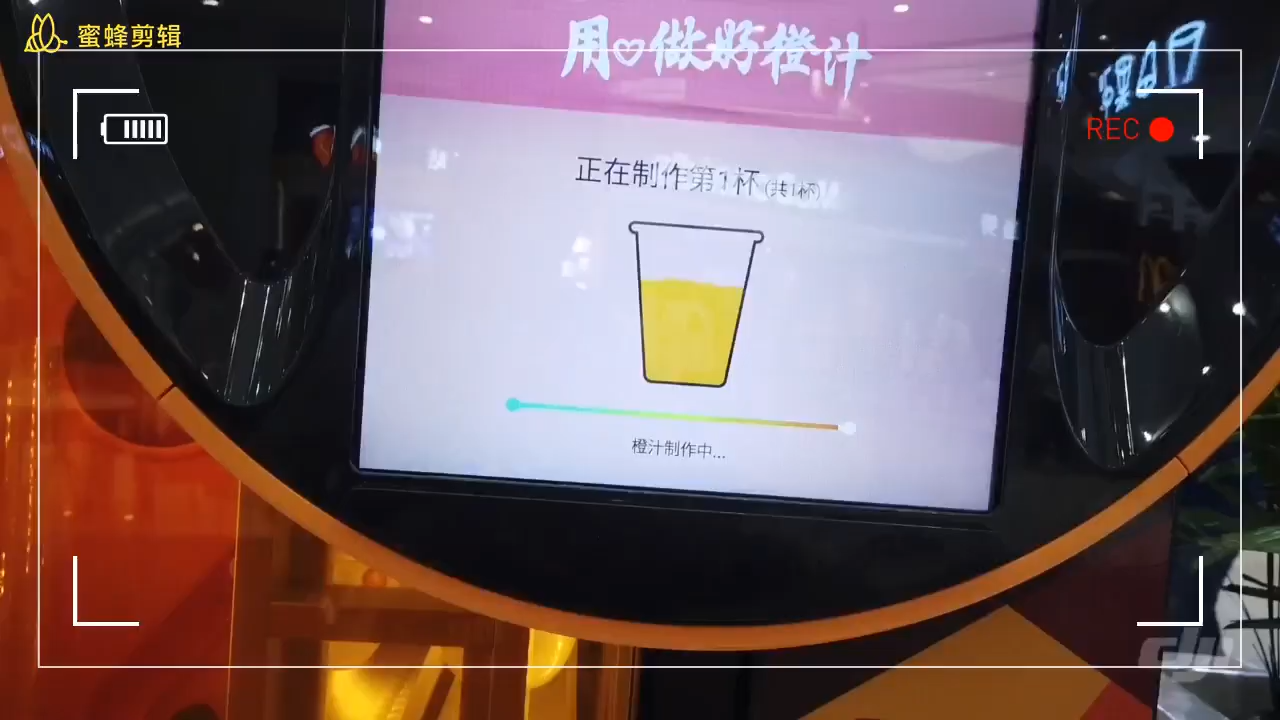 蜜蜂剪辑
用♡做好橙汁
REC
正在制作第1杯(共1杯)
橙汁制作中...
dji